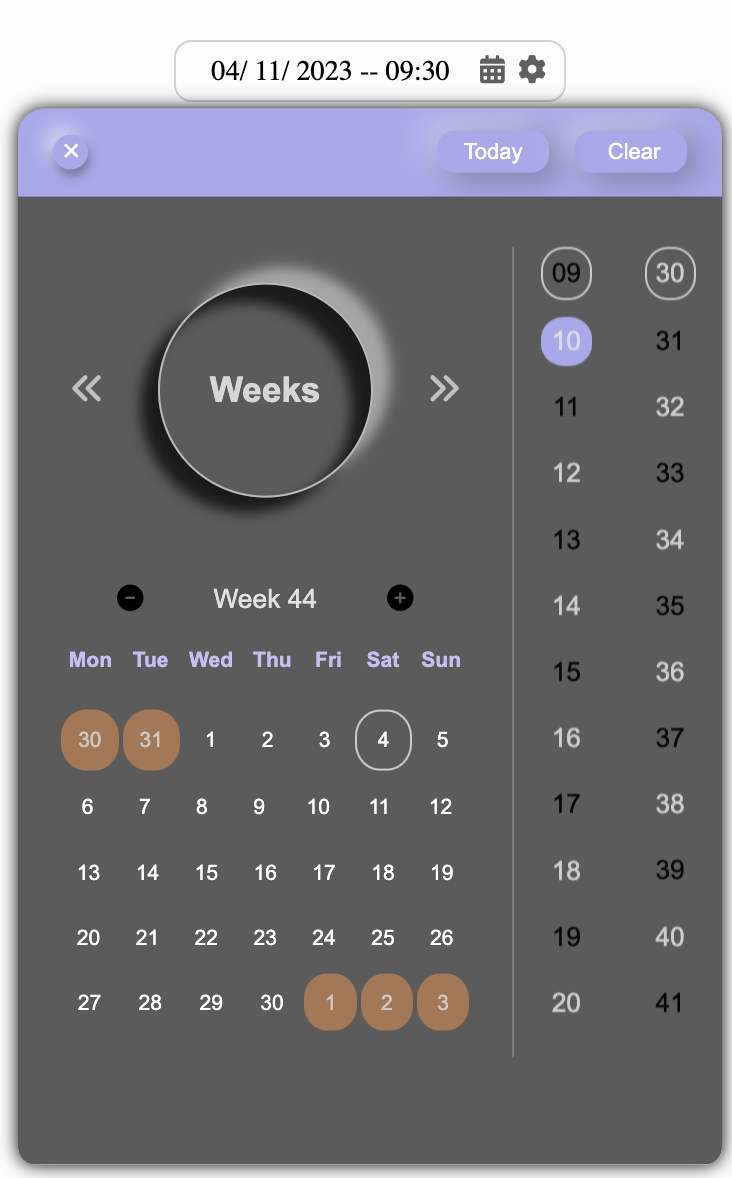 04/ 11/ 2023 -- 09:30
Today Clear
Weeks
Week 44
Mon Tue Wed Thu Fri Sat Sun
30 31 1 2 3 4 5
6 7 8 9 10 11 12
13 14 15 16 17 18 19
20 21 22 23 24 25 26
27 28 29 30 1 2 3
09 30
10 31
11 32
12 33
13 34
14 35
15 36
16 37
17 38
18 39
19 40
20 41